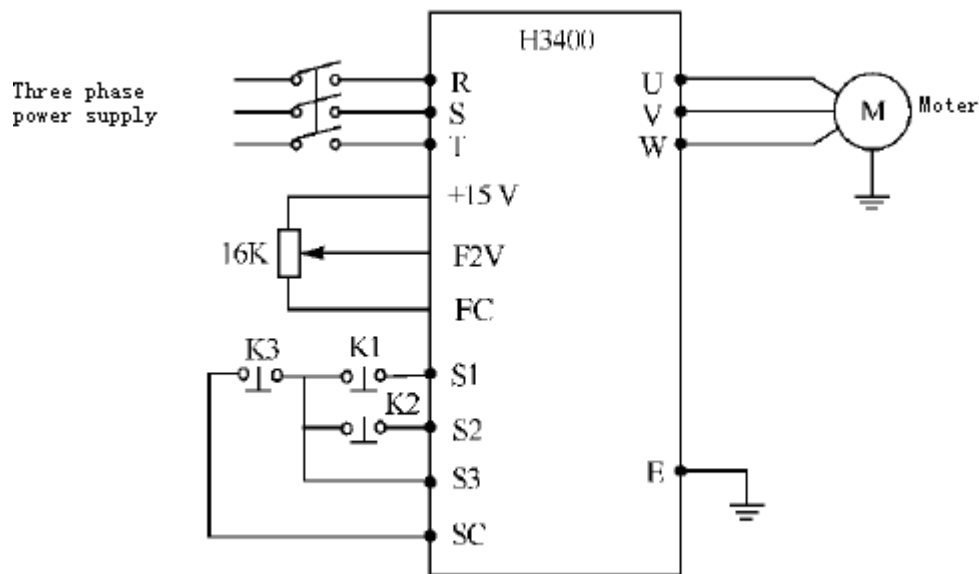 H3400
Three phase
power supply
R
S
T
U
V
W
M
Moter
+15 V
16K
F2V
FC
K3
K1
S1
K2
S2
S3
E
SC